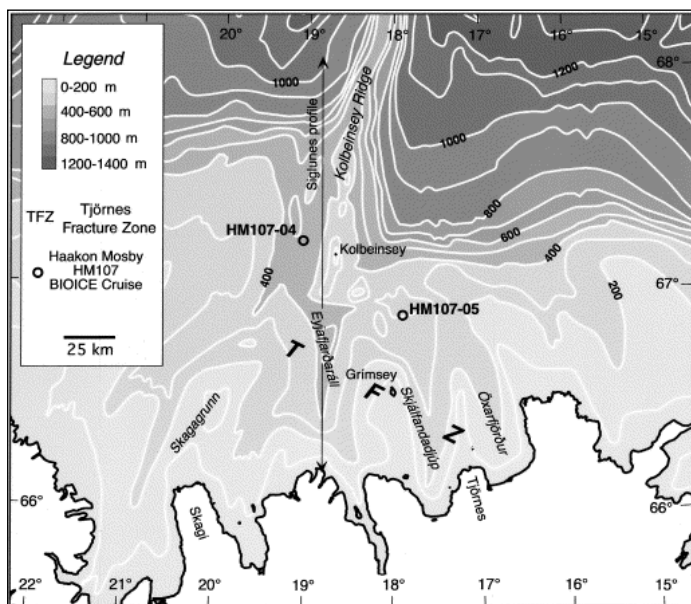 20°
19°
18°
17°
15°
Legend
0-200 m
400-600 m
800-1000 m
1200-1400 m
TFZ
Tjörnes
Fracture Zone
Haakon Mosby
HM107
BIOICE Cruise
25 km
1000
1200
68°
Siglunes profile
Kolbeinsey Ridge
1000
800
600
HM107-04
Kolbeinsey
400
400
200
67°
HM107-05
T
Eyjafjarðaráll
Grimsey
F
Skjálfandadjúp
Z
Öxarfjörður
Skagagrunn
66°
Skagi
Tjörnes
66°
22°
21°
20°
19°
18°
17°
16°
15°